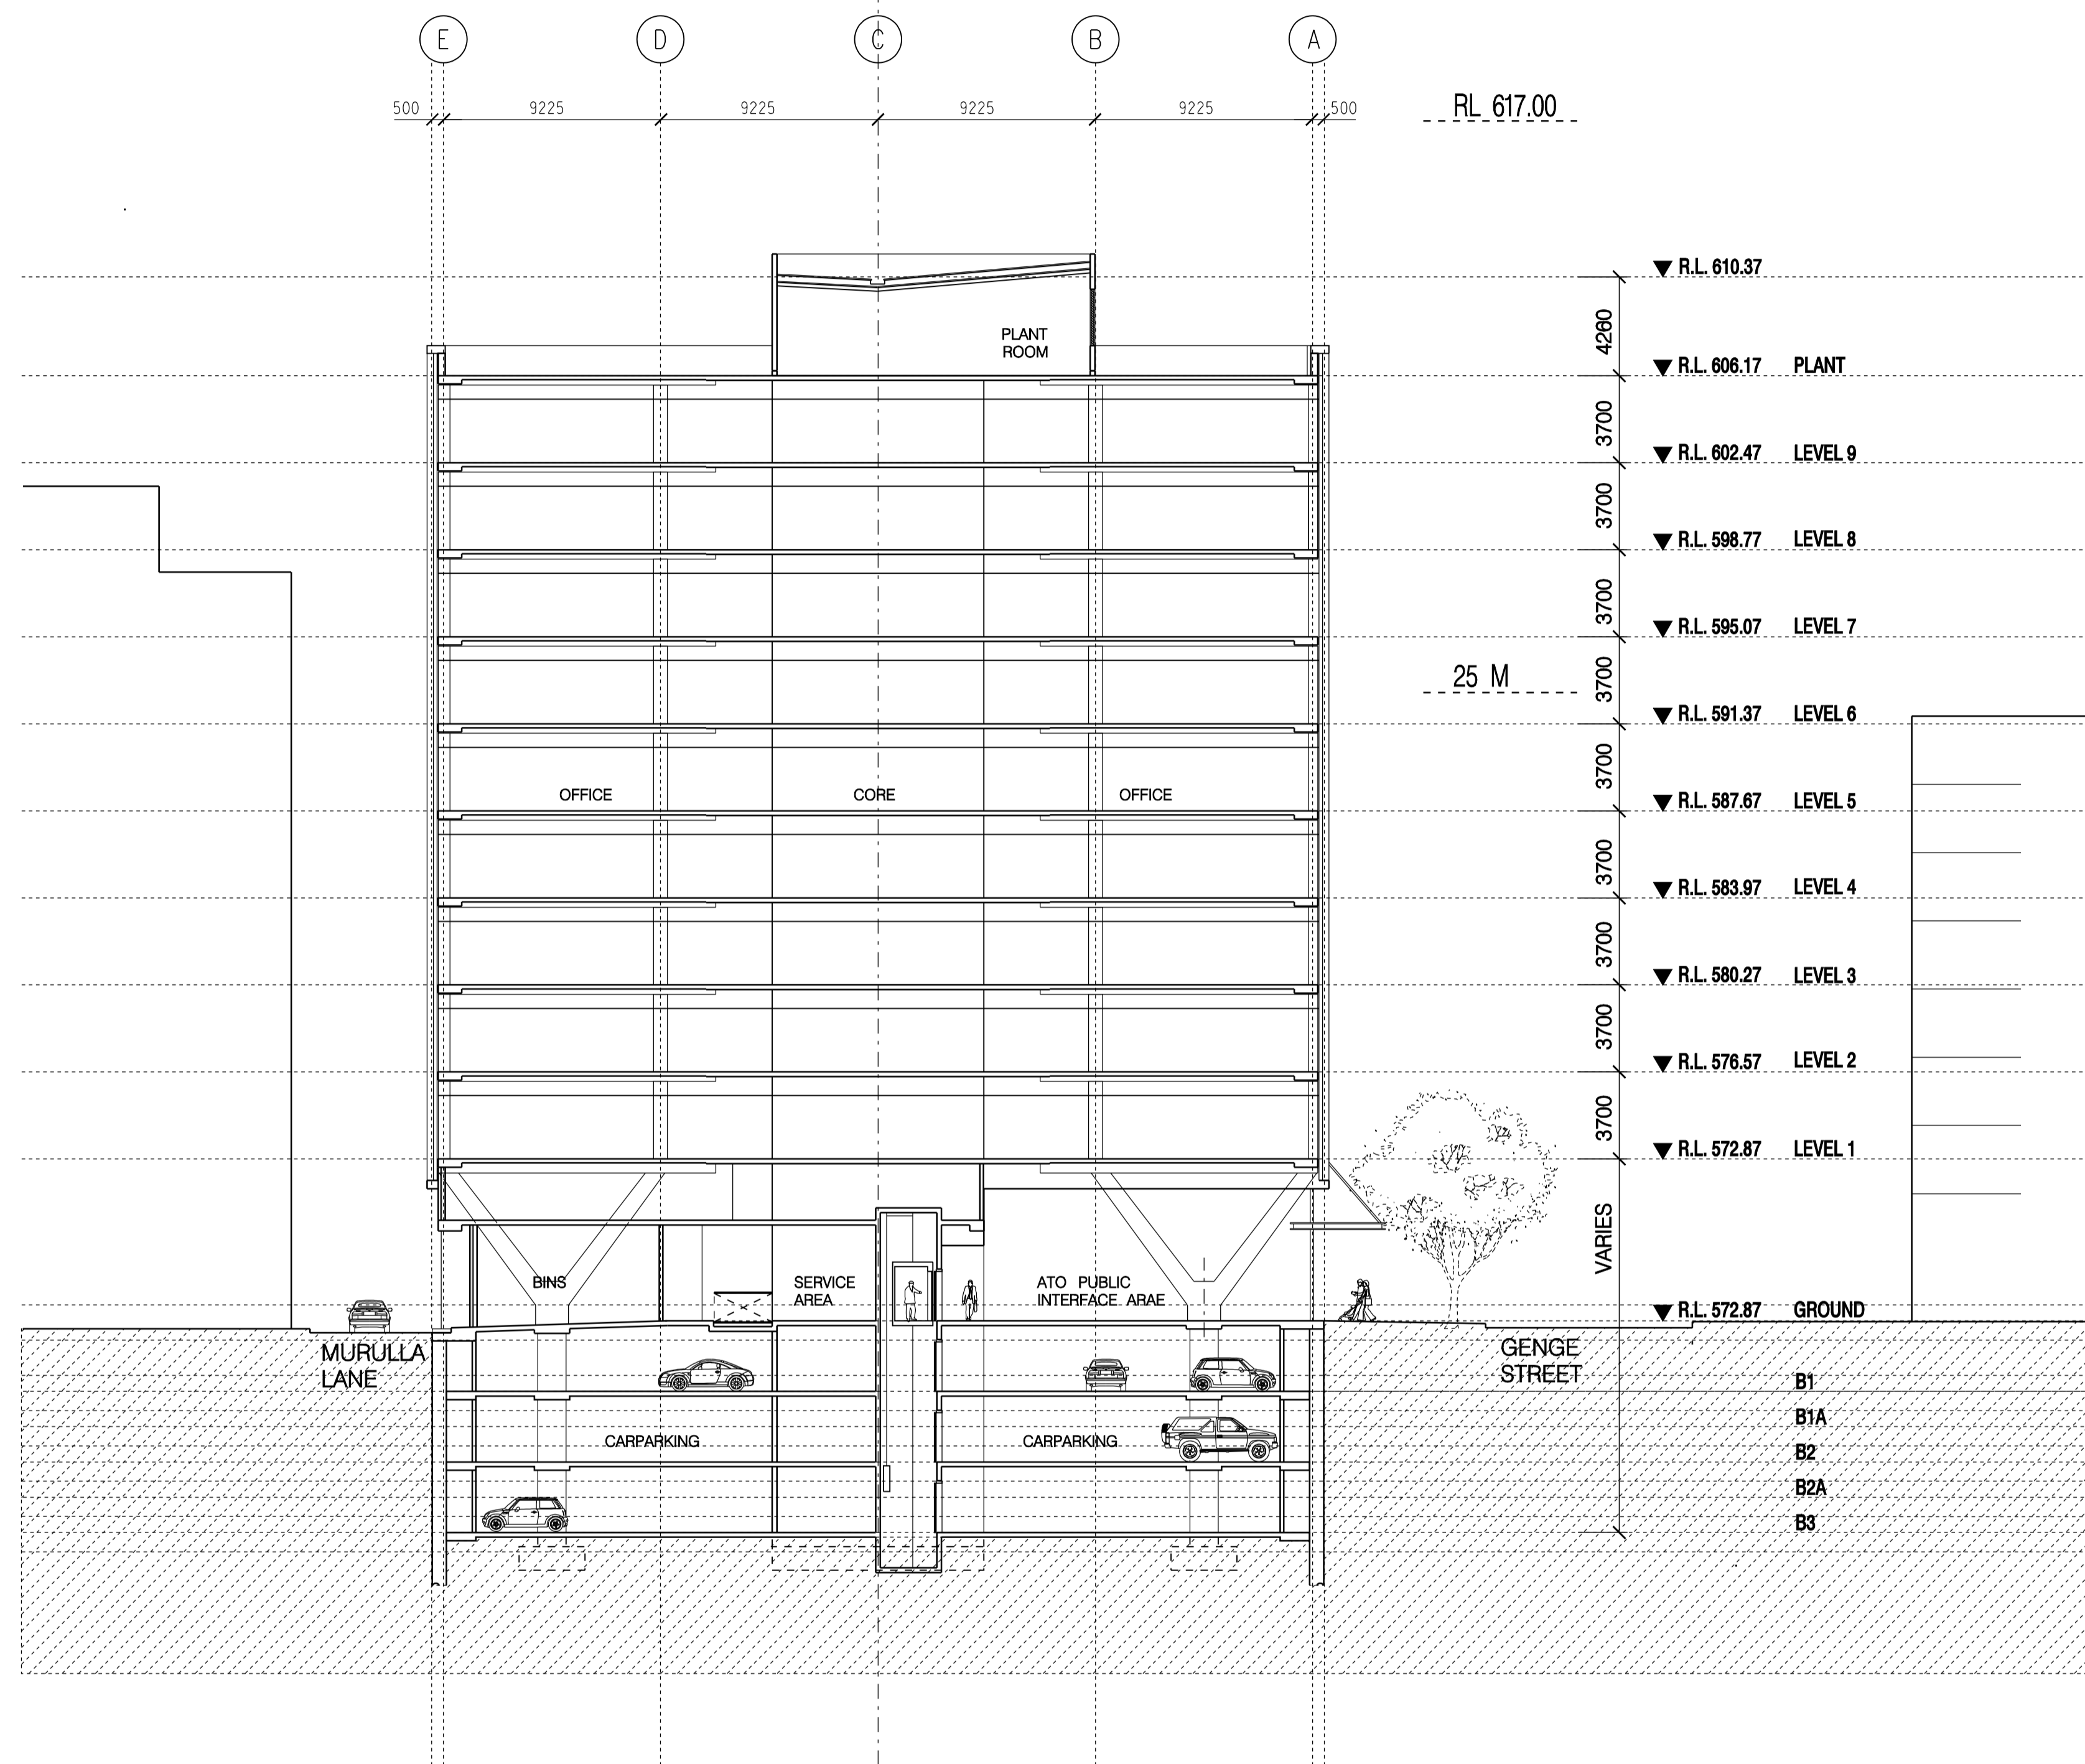 E D C B A
500 9225 9225 9225 9225 500
RL 617.00
R.L. 610.37
4260
PLANT
ROOM
R.L. 606.17 PLANT
3700
R.L. 602.47 LEVEL 9
3700
R.L. 598.77 LEVEL 8
3700
R.L. 595.07 LEVEL 7
25 M
3700
R.L. 591.37 LEVEL 6
3700
OFFICE CORE OFFICE
R.L. 587.67 LEVEL 5
3700
R.L. 583.97 LEVEL 4
3700
R.L. 580.27 LEVEL 3
3700
R.L. 576.57 LEVEL 2
3700
R.L. 572.87 LEVEL 1
VARIES
BINS
SERVICE
AREA
ATO PUBLIC
INTERFACE ARAE
R.L. 572.87 GROUND
MURULLA
LANE
GENGE
STREET
B1
B1A
CARPARKING CARPARKING
B2
B2A
B3